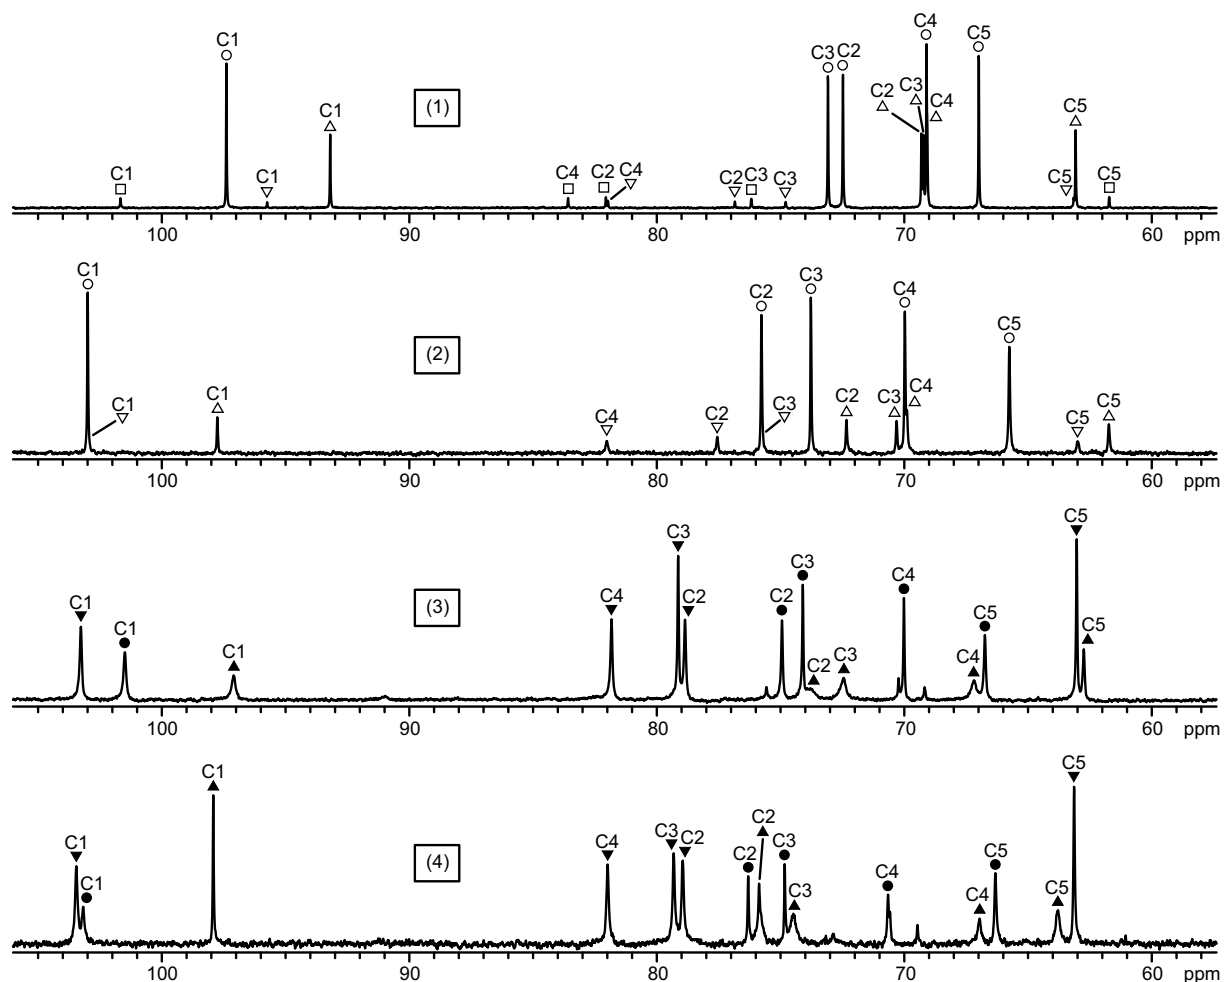 C1 C4
C3 C2 C5
C3
C2 C4
C1 C5
C1 C1 C4 C2 C4 C2 C3 C3 C5 C5
(1)
100 90 80 70 60 ppm
C1 C3
C2 C4
C5
C1 C1 C4 C2 C3 C2 C3 C4 C5 C5
(2)
100 90 80 70 60 ppm
C5
C3 C3
C1 C4 C2 C2 C4
C1 C5 C5
C1 C2 C3 C4
(3)
100 90 80 70 60 ppm
C1 C5
C2
C1 C4 C3 C2 C2 C3 C5
C1 C3 C4 C4 C5
(4)
100 90 80 70 60 ppm